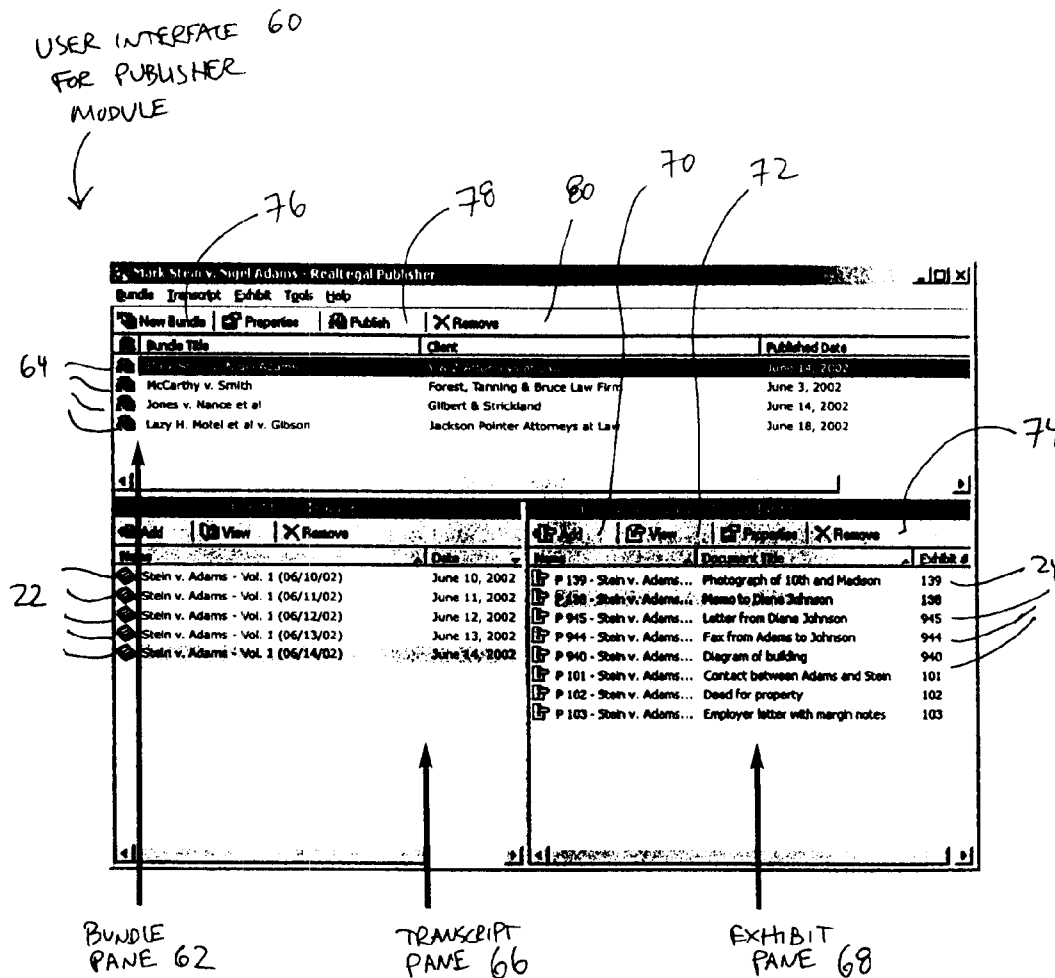 USER INTERFACE 60
FOR PUBLISHER
MODULE
76
78
80
70
72
Mark Stein v. Nigel Adams - RealLegal Publisher
Bundle Transcript Exhibit Tools Help
New Bundle Properties Publish Remove
Bundle Title Client Published Date
64
June 14, 2002
McCarthy v. Smith Forest, Tanning & Bruce Law Firm June 3, 2002
Jones v. Nance et al Gilbert & Strickland June 14, 2002
Lazy H. Motel et al v. Gibson Jackson Pointer Attorneys at Law June 18, 2002
74
Add View Remove
Add View Properties Remove
Name Date
Name Document Title Exhibit #
22
24
Stein v. Adams - Vol. 1 (06/10/02) June 10, 2002
Stein v. Adams - Vol. 1 (06/11/02) June 11, 2002
Stein v. Adams - Vol. 1 (06/12/02) June 12, 2002
Stein v. Adams - Vol. 1 (06/13/02) June 13, 2002
Stein v. Adams - Vol. 1 (06/14/02) June 14, 2002
P 139 - Stein v. Adams... Photograph of 10th and Madison 139
P 138 - Stein v. Adams... Memo to Diane Johnson 138
P 945 - Stein v. Adams... Letter from Diane Johnson 945
P 944 - Stein v. Adams... Fax from Adams to Johnson 944
P 940 - Stein v. Adams... Diagram of building 940
P 101 - Stein v. Adams... Contact between Adams and Stein 101
P 102 - Stein v. Adams... Deed for property 102
P 103 - Stein v. Adams... Employer letter with margin notes 103
BUNDLE
PANE 62
TRANSCRIPT
PANE 66
EXHIBIT
PANE 68